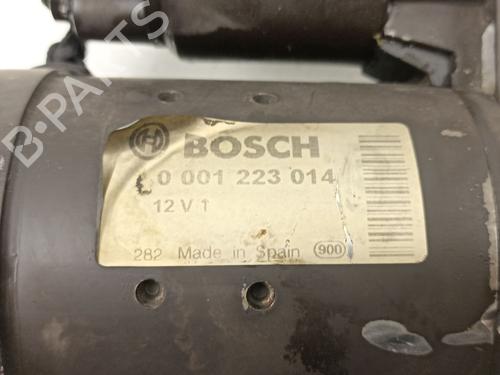 B-PARTS
BOSCH
0 001 223 014
12 V 1
282 Made in Spain 900